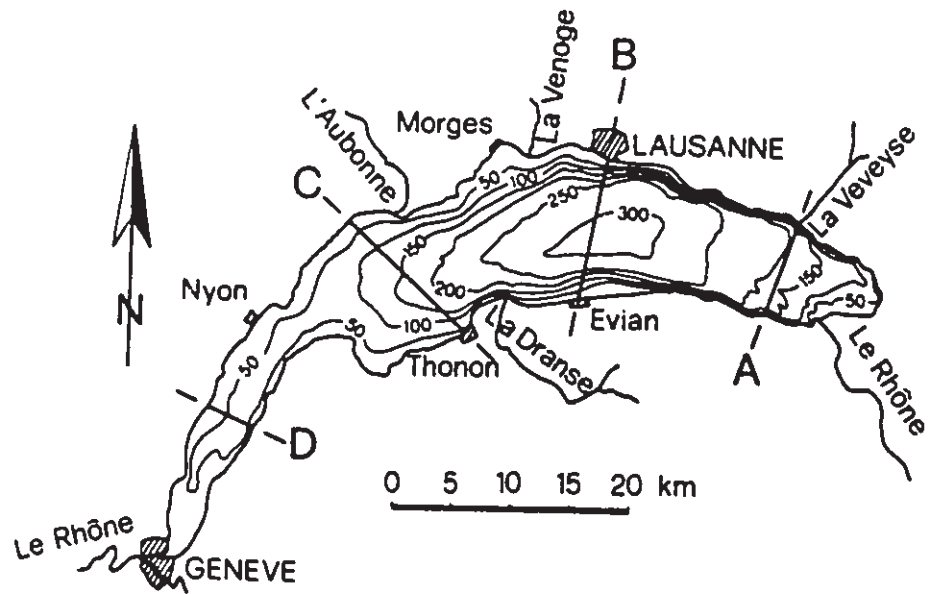 B
La Venoge
L'Aubonne
Morges
LAUSANNE
La Veveyse
C
50
100
250
300
150
150
50
N
Nyon
200
100
50
50
Evian
Thonon
La Dranse
A
Le Rhône
D
0 5 10 15 20 km
Le Rhône
GENEVE